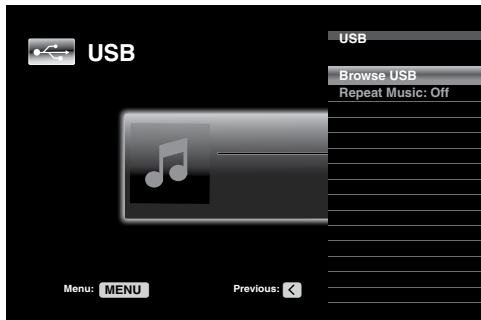 USB
USB
Browse USB
Repeat Music: Off
Menu: MENU
Previous: